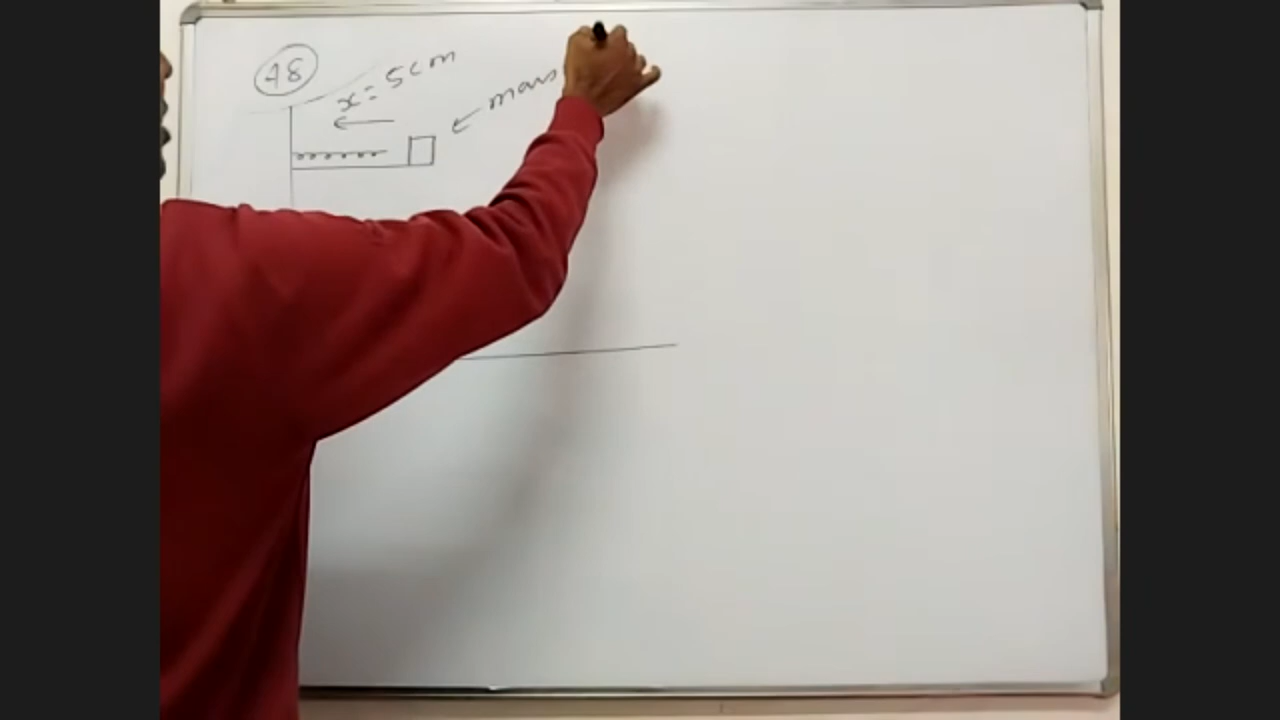 48
x = 5cm
mass